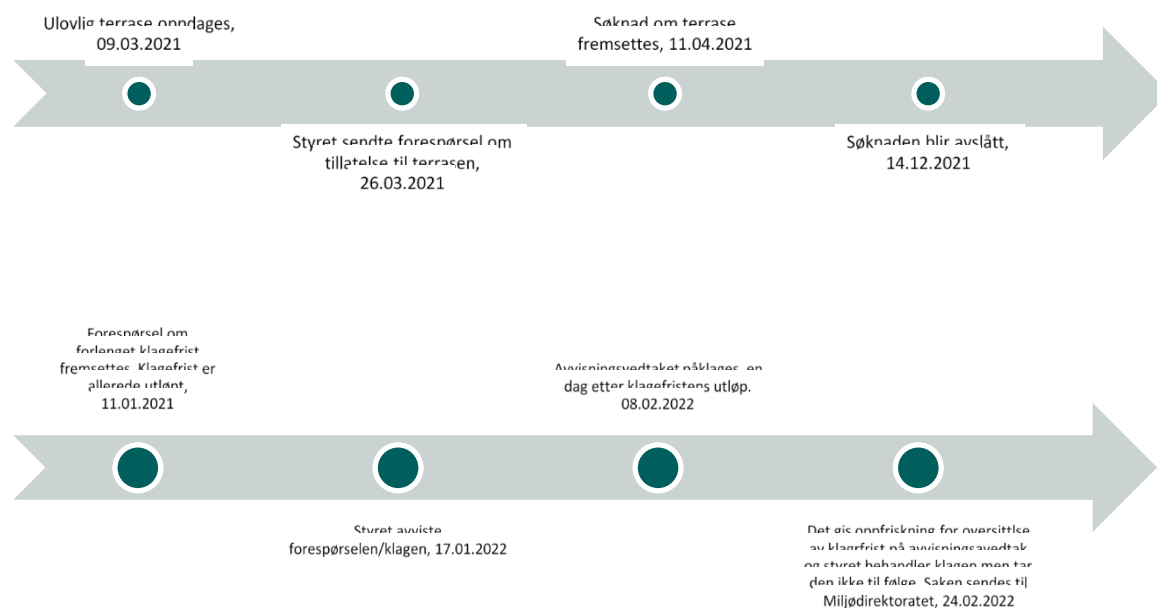 Ulovlig terrase oppdages,
09.03.2021
Søknad om terrase
fremsettes, 11.04.2021
Styret sendte forespørsel om
tillatelse til terrasen,
26.03.2021
Søknaden blir avslått,
14.12.2021
Forespørsel om
forlenget klagefrist
fremsettes. Klagefrist er
allerede utløpt,
11.01.2021
Avvisningsvedtaket påklages, en
dag etter klagefristens utløp.
08.02.2022
Styret avviste
forespørselen/klagen, 17.01.2022
Det gis oppfriskning for oversittlse
av klagrfrist på avvisningsavedtak
og styret behandler klagen men tar
den ikke til følge. Saken sendes til
Miljødirektoratet, 24.02.2022